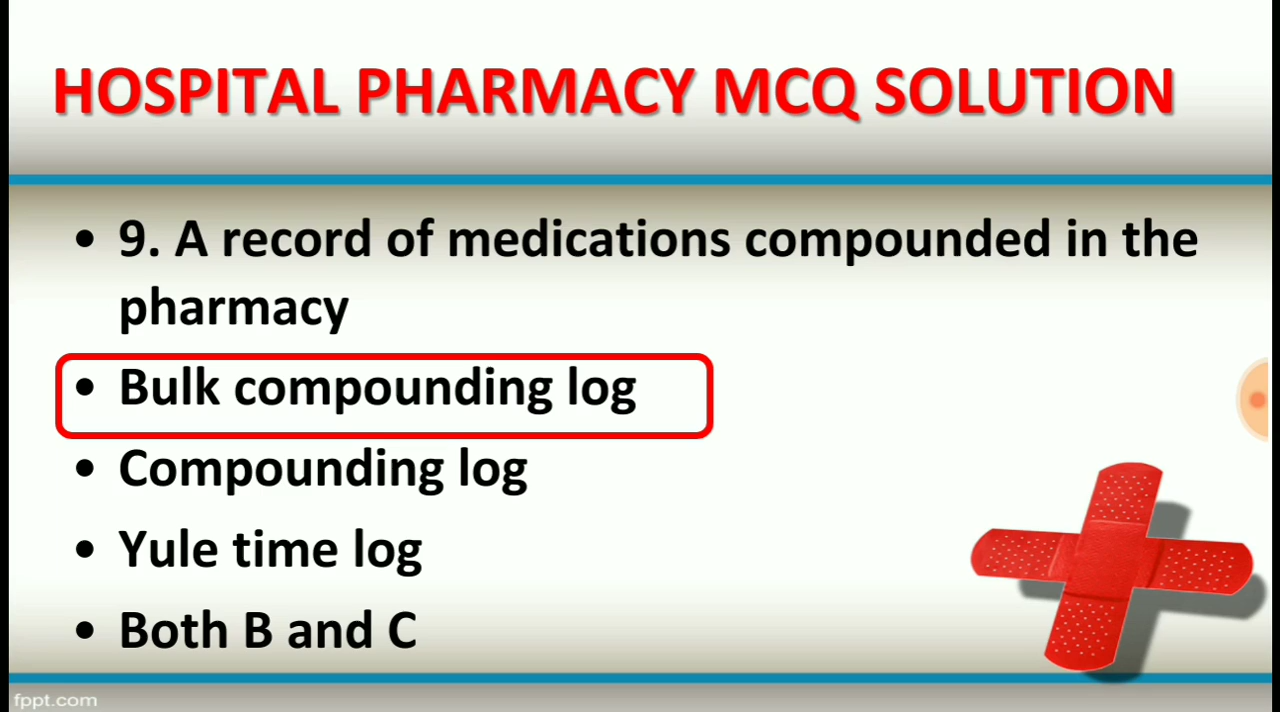 HOSPITAL PHARMACY MCQ SOLUTION
• 9. A record of medications compounded in the
pharmacy
• Bulk compounding log
• Compounding log
• Yule time log
• Both B and C
fppt.com